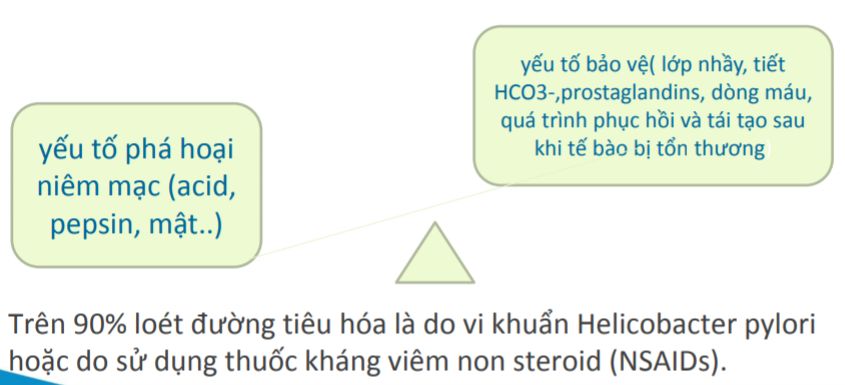 yếu tố bảo vệ( lớp nhầy, tiết
HCO3-,prostaglandins, dòng máu,
quá trình phục hồi và tái tạo sau
khi tế bào bị tổn thương)
yếu tố phá hoại
niêm mạc (acid,
pepsin, mật..)
Trên 90% loét đường tiêu hóa là do vi khuẩn Helicobacter pylori
hoặc do sử dụng thuốc kháng viêm non steroid (NSAIDs).